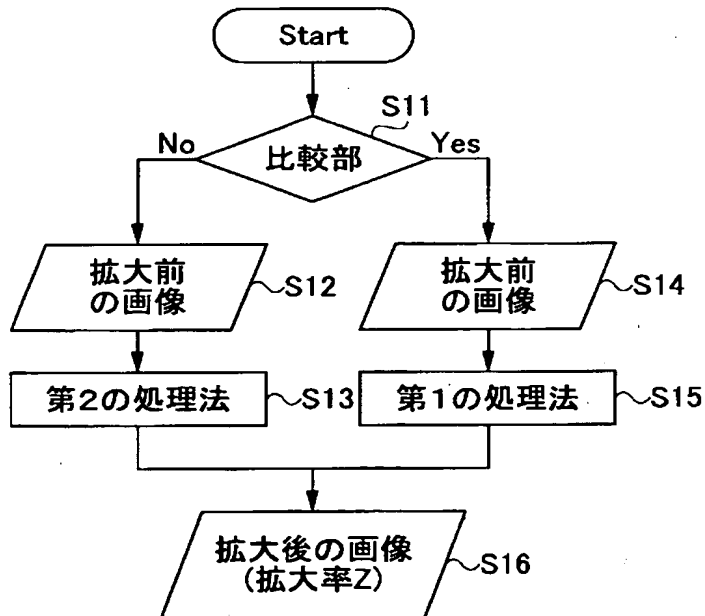 Start
S11
No
Yes
比較部
拡大前
の画像
S12
拡大前
の画像
S14
第2の処理法
S13
第1の処理法
S15
拡大後の画像
(拡大率Z)
S16